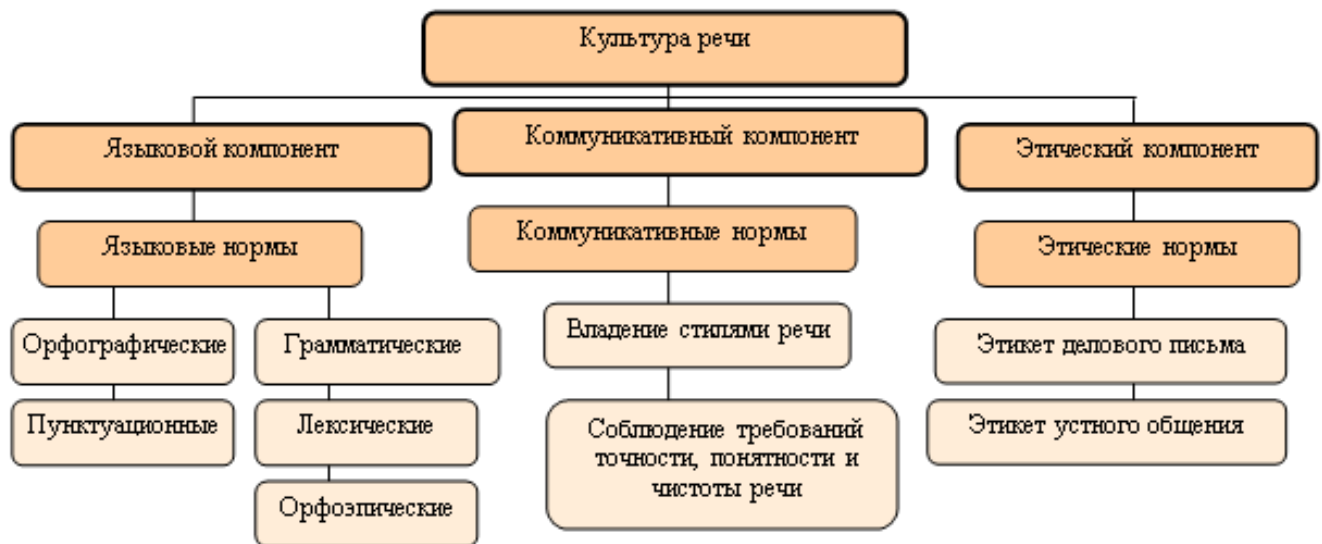 Культура речи
Языковой компонент
Коммуникативный компонент
Этический компонент
Языковые нормы
Коммуникативные нормы
Этические нормы
Орфографические
Грамматические
Владение стилями речи
Этикет делового письма
Пунктуационные
Лексические
Соблюдение требований
точности, понятности и
чистоты речи
Этикет устного общения
Орфоэпические